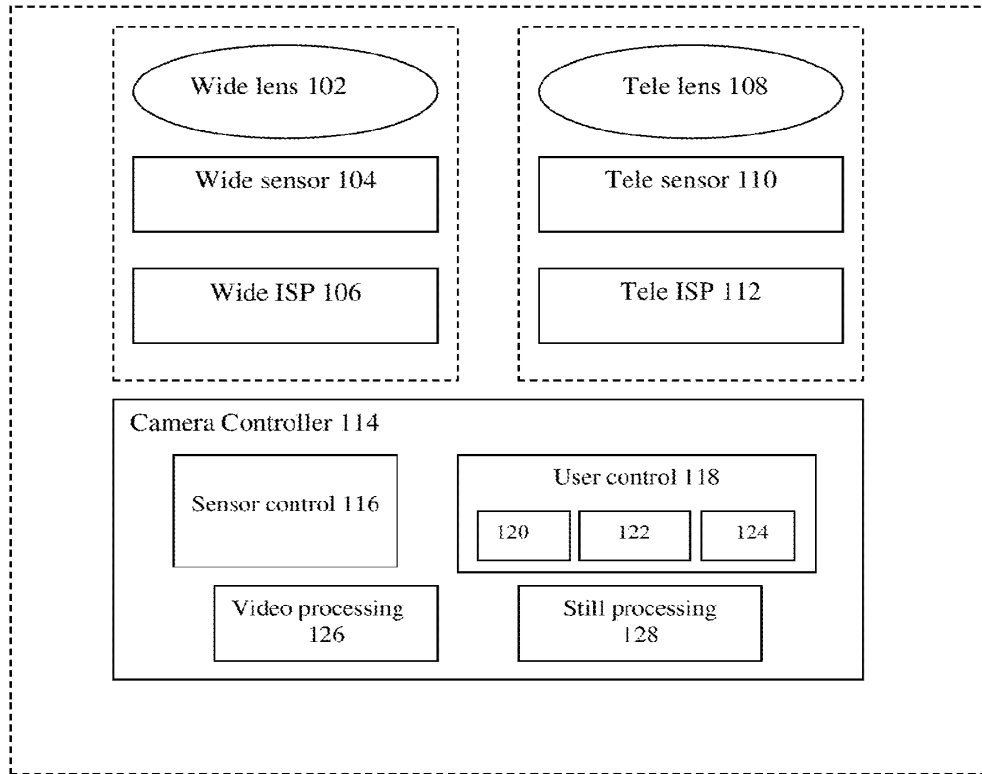 Wide lens 102
Tele lens 108
Wide sensor 104
Tele sensor 110
Wide ISP 106
Tele ISP 112
Camera Controller 114
Sensor control 116
User control 118
120
122
124
Video processing
126
Still processing
128